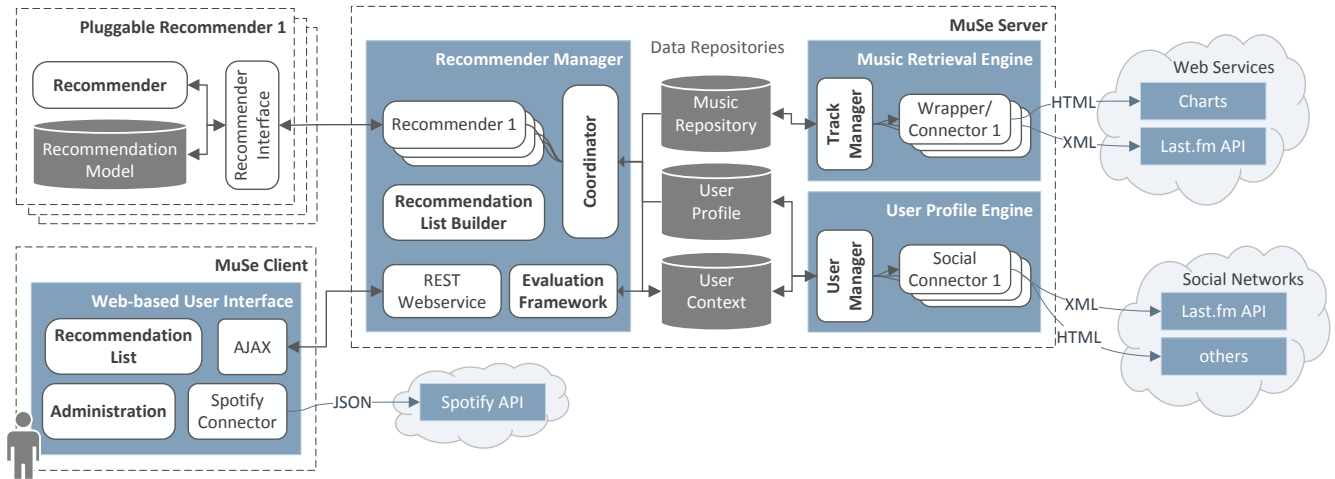 Pluggable Recommender 1
Recommender
Recommendation
Model
Recommender
Interface
MuSe Client
Web-based User Interface
Recommendation
List
AJAX
Administration
Spotify
Connector
JSON
Spotify API
MuSe Server
Recommender Manager
Recommender 1
Coordinator
Recommendation
List Builder
REST
Webservice
Evaluation
Framework
Data Repositories
Music
Repository
User
Profile
User
Context
Music Retrieval Engine
Track
Manager
Wrapper/
Connector 1
User Profile Engine
User
Manager
Social
Connector 1
HTML
XML
Web Services
Charts
Last.fm API
XML
HTML
Social Networks
Last.fm API
others